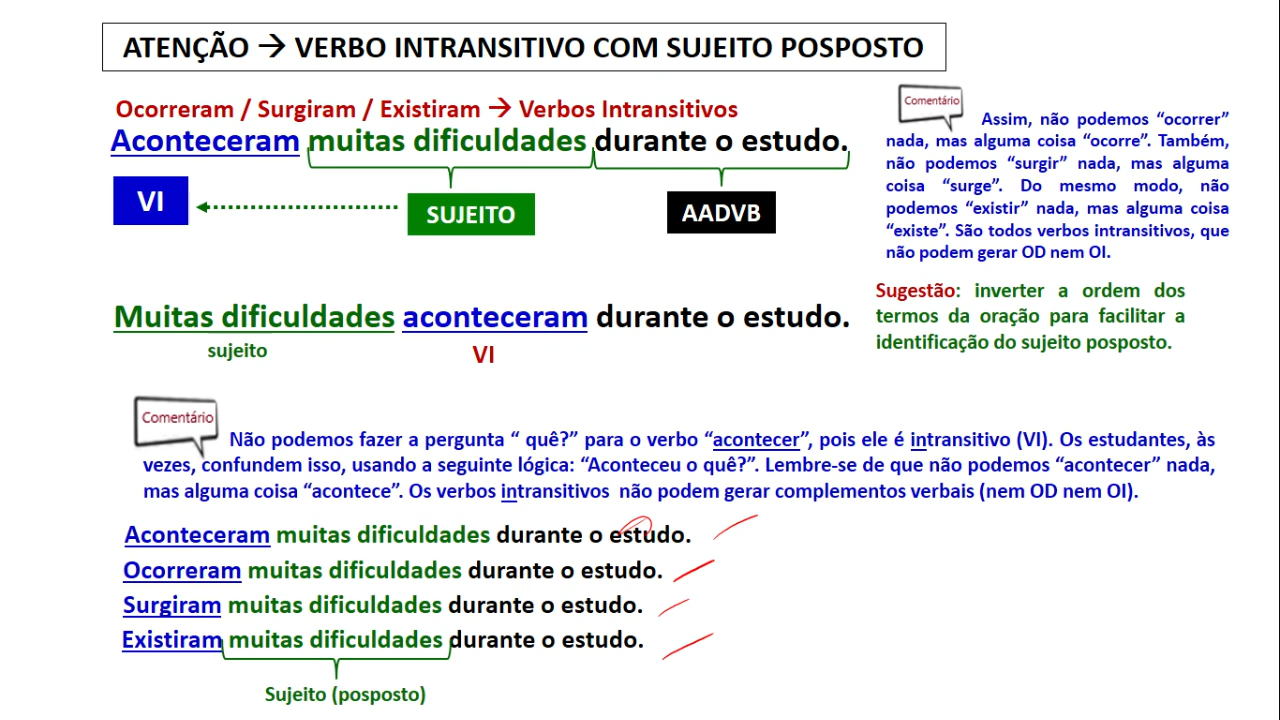 ATENÇÃO → VERBO INTRANSITIVO COM SUJEITO POSPOSTO
Ocorreram / Surgiram / Existiram → Verbos Intransitivos
Aconteceram muitas dificuldades durante o estudo.
VI
SUJEITO
AADVB
Comentário
Assim, não podemos “ocorrer”
nada, mas alguma coisa “ocorre”. Também,
não podemos “surgir” nada, mas alguma
coisa “surge”. Do mesmo modo, não
podemos “existir” nada, mas alguma coisa
“existe”. São todos verbos intransitivos, que
não podem gerar OD nem OI.
Muitas dificuldades aconteceram durante o estudo.
sujeito
VI
Sugestão: inverter a ordem dos
termos da oração para facilitar a
identificação do sujeito posposto.
Comentário
Não podemos fazer a pergunta “ quê?” para o verbo “acontecer”, pois ele é intransitivo (VI). Os estudantes, às
vezes, confundem isso, usando a seguinte lógica: “Aconteceu o quê?”. Lembre-se de que não podemos “acontecer” nada,
mas alguma coisa “acontece”. Os verbos intransitivos não podem gerar complementos verbais (nem OD nem OI).
Aconteceram muitas dificuldades durante o estudo.
Ocorreram muitas dificuldades durante o estudo.
Surgiram muitas dificuldades durante o estudo.
Existiram muitas dificuldades durante o estudo.
Sujeito (posposto)